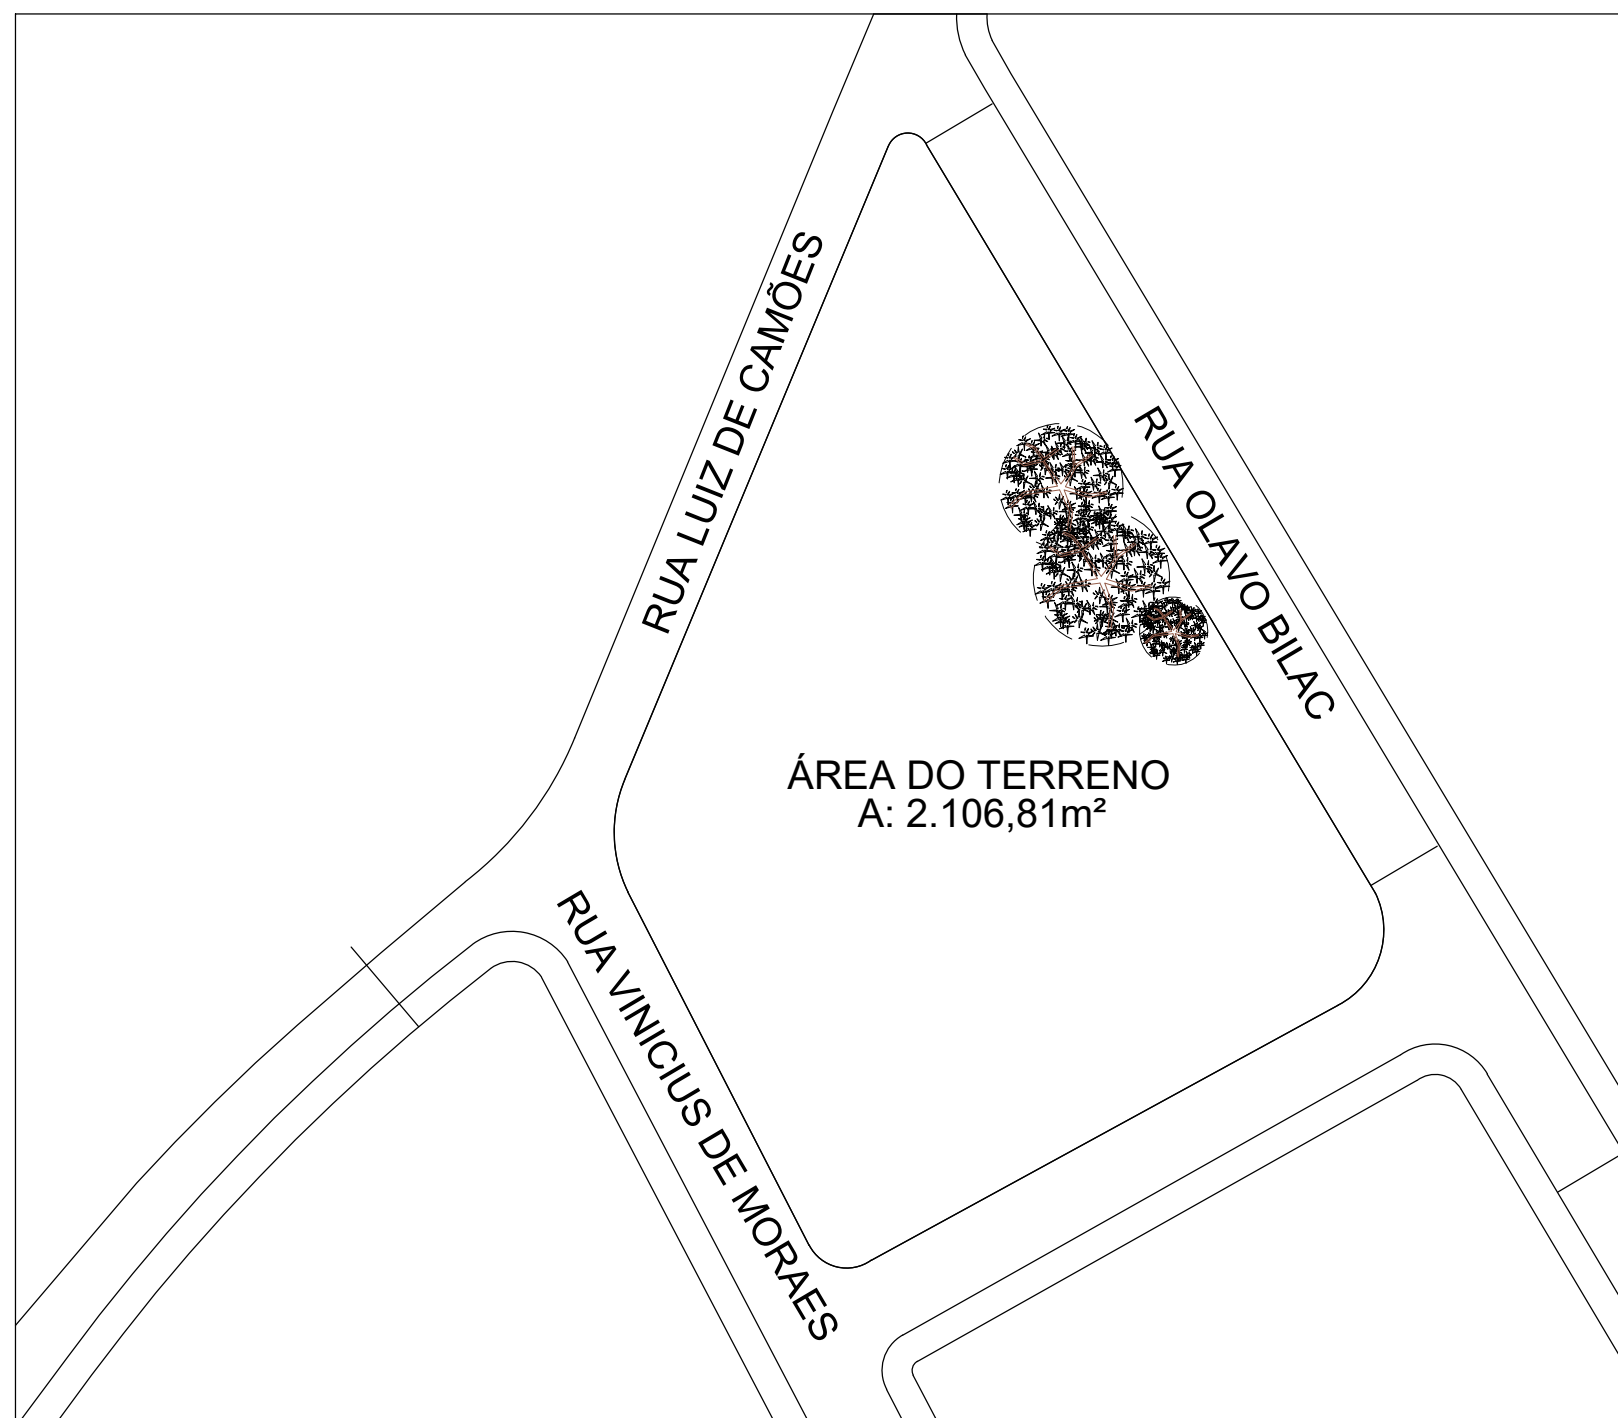 RUA LUIZ DE CAMÕES
RUA OLAVO BILAC
ÁREA DO TERRENO
A: 2.106,81m²
RUA VINICIUS DE MORAES